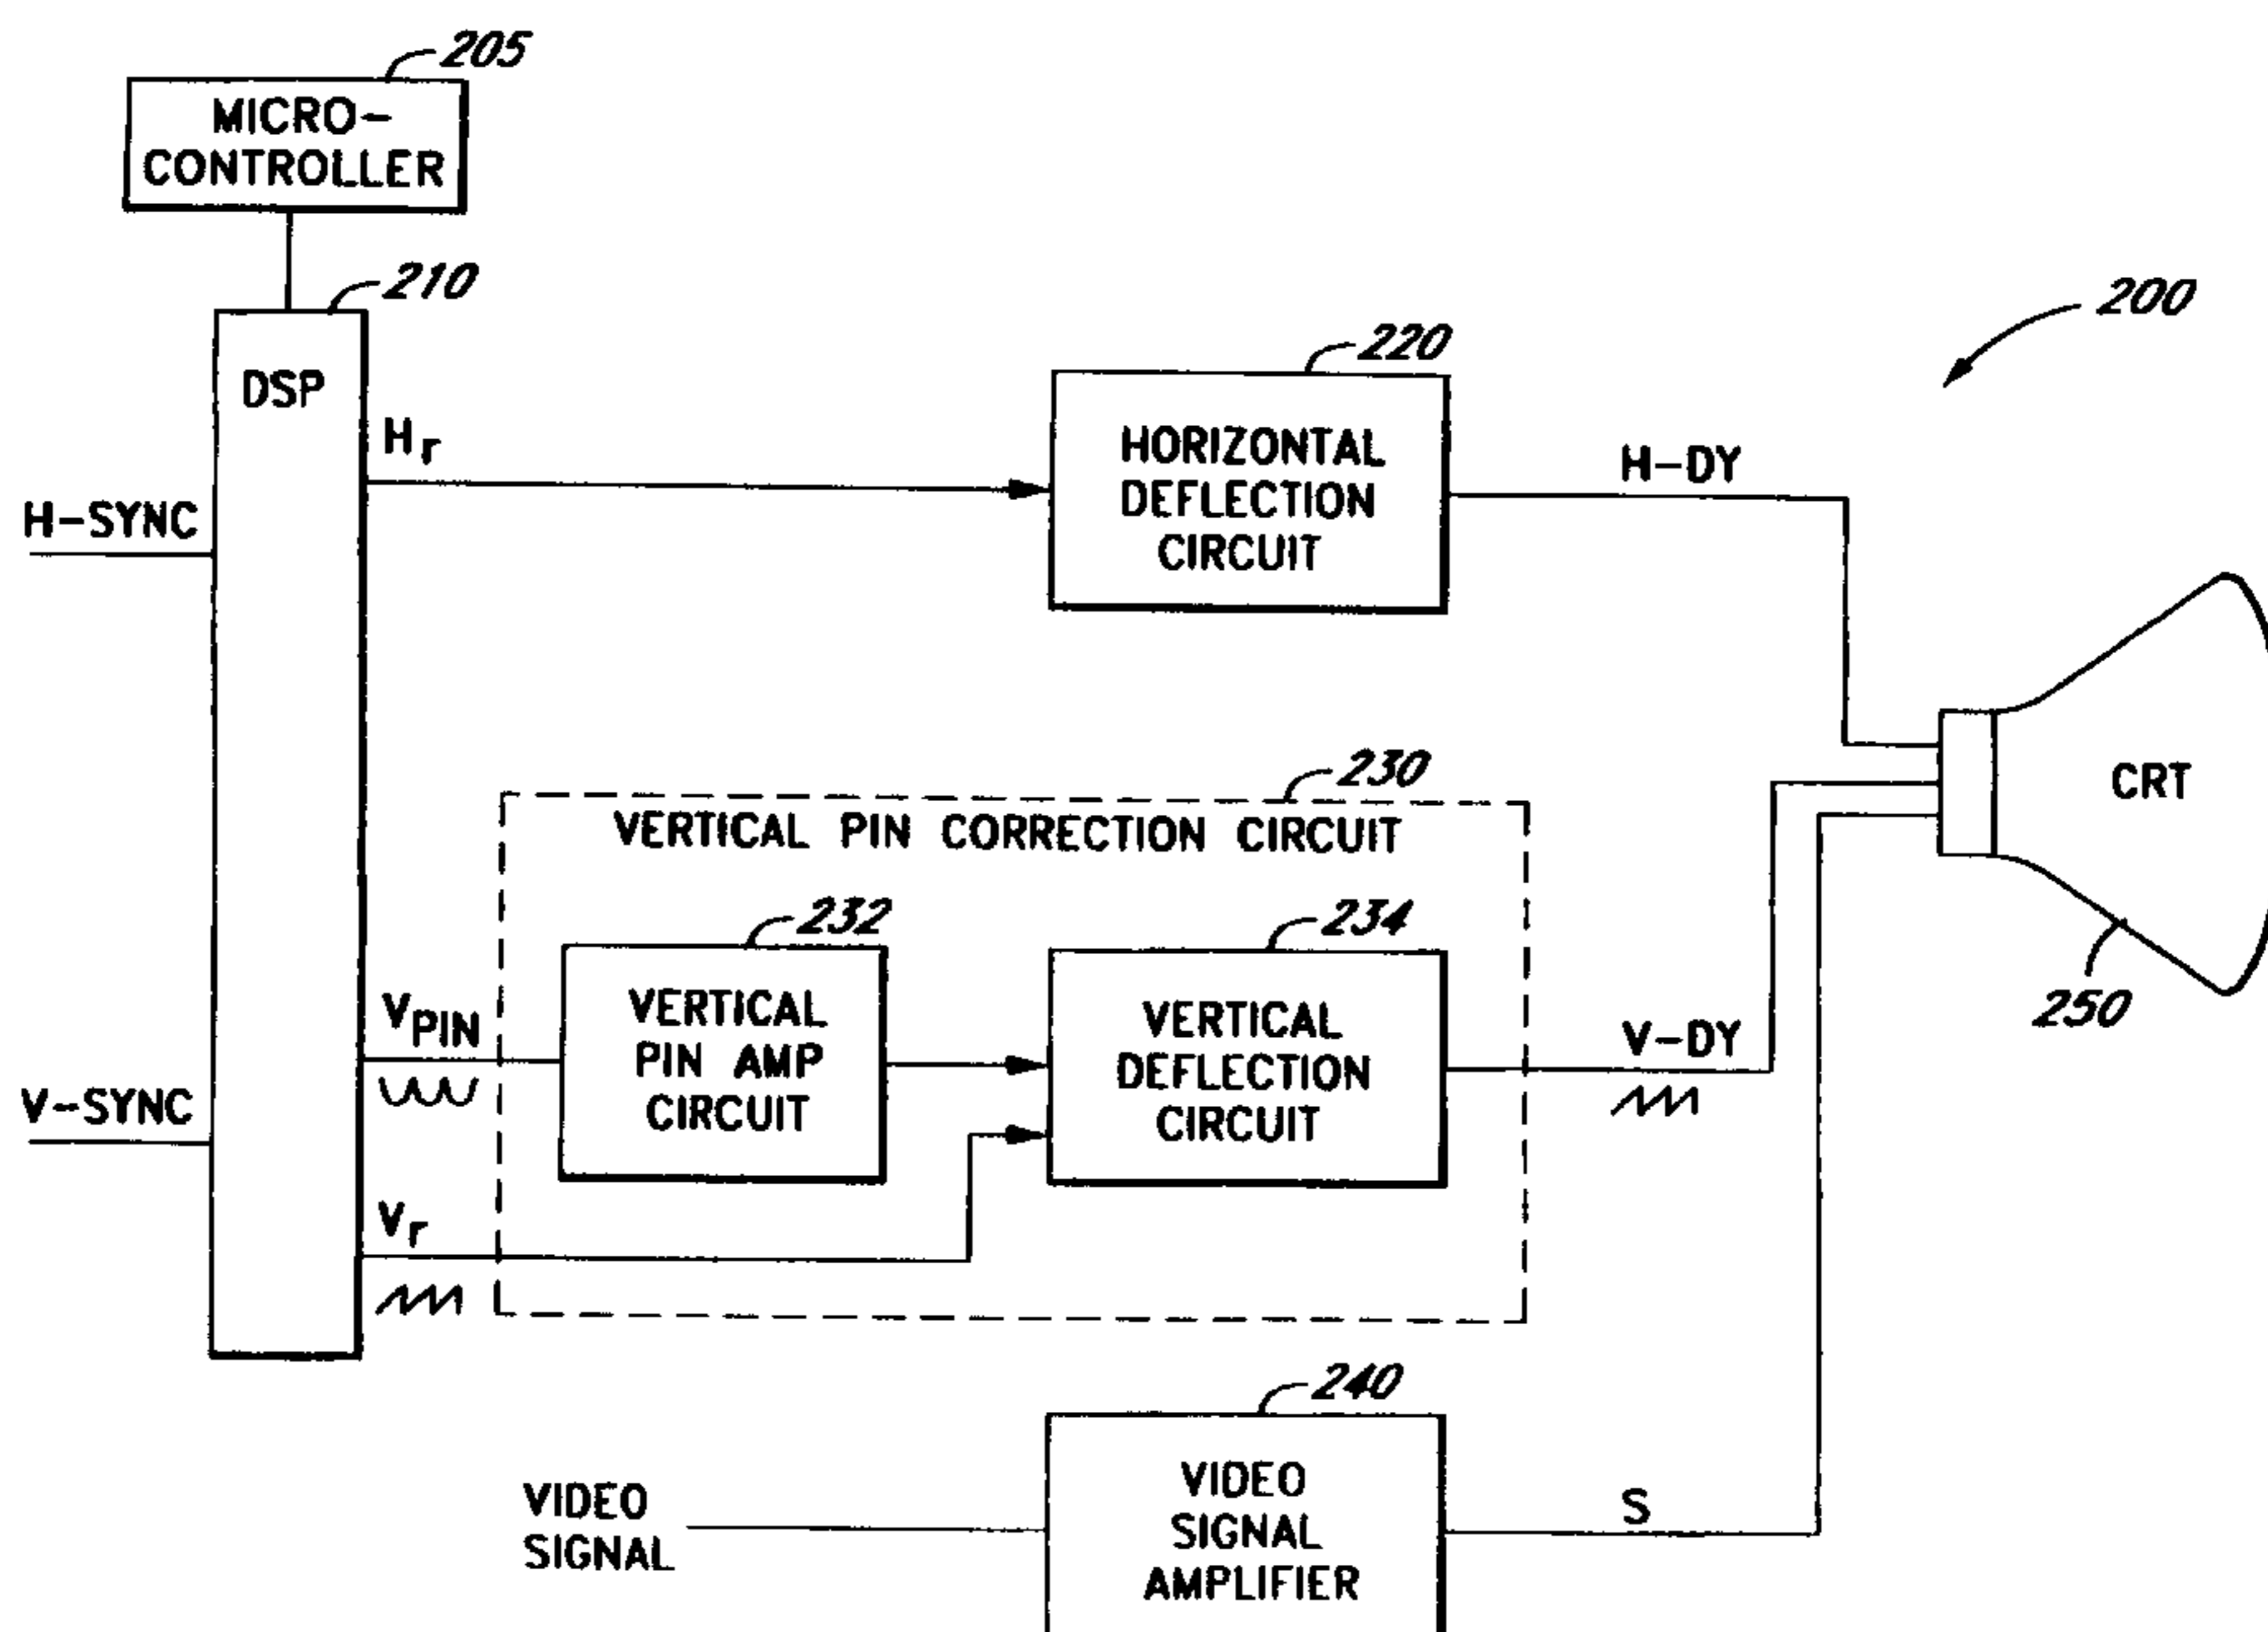 205
MICRO-
CONTROLLER
210
DSP
200
220
Hr
HORIZONTAL
DEFLECTION
CIRCUIT
H-DY
H-SYNC
230
VERTICAL PIN CORRECTION CIRCUIT
CRT
232
234
250
VPIN
VERTICAL
PIN AMP
CIRCUIT
VERTICAL
DEFLECTION
CIRCUIT
V-DY
V-SYNC
Vr
240
VIDEO
SIGNAL
VIDEO
SIGNAL
AMPLIFIER
S